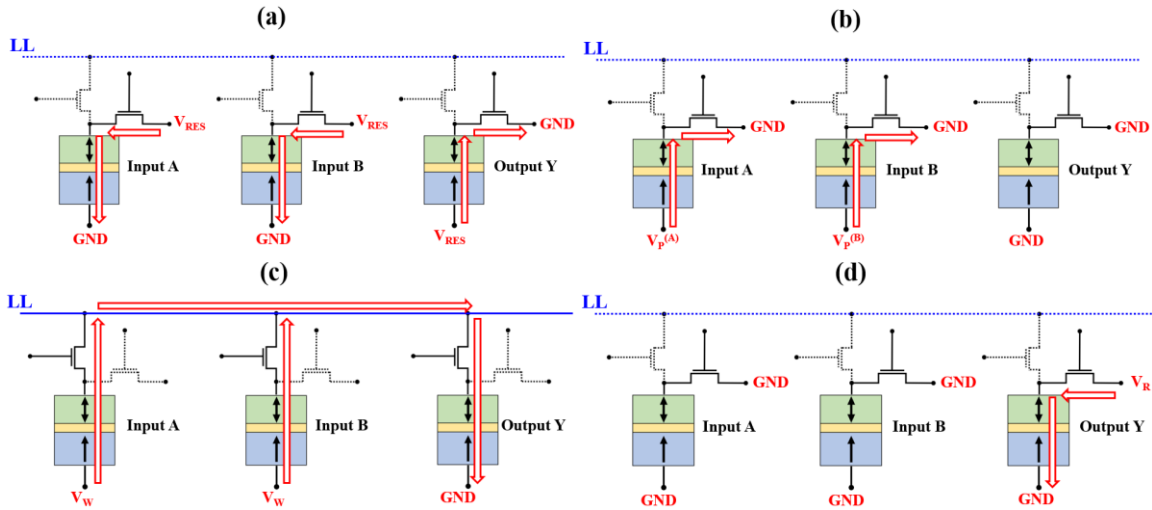 (a)
LL
V_RES
V_RES
GND
Input A
Input B
Output Y
GND
GND
V_RES
(b)
LL
GND
GND
Input A
Input B
Output Y
V_P^(A)
V_P^(B)
GND
(c)
LL
Input A
Input B
Output Y
V_W
V_W
GND
(d)
LL
GND
GND
V_R
Input A
Input B
Output Y
GND
GND
GND